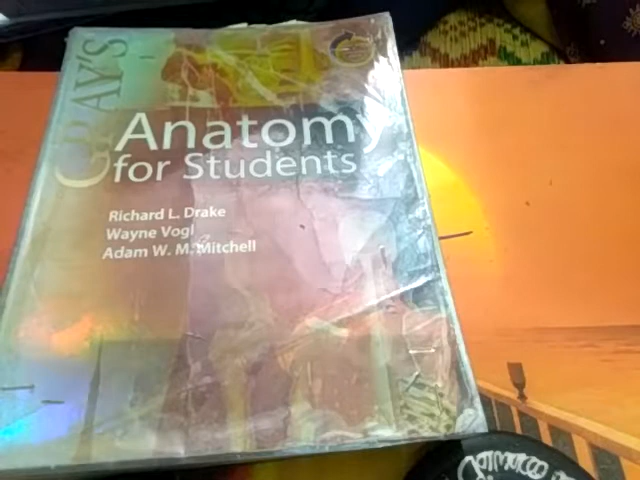 GRAY'S
Anatomy
for Students
Richard L. Drake
Wayne Vogl
Adam W. M. Mitchell